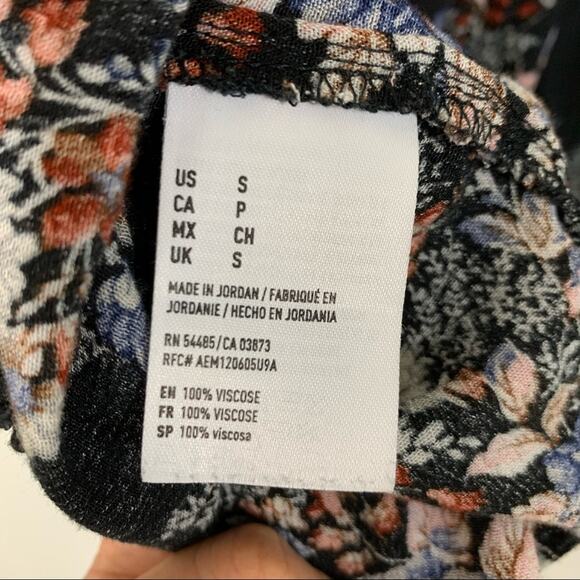 US S
CA P
MX CH
UK S
MADE IN JORDAN / FABRIQUÉ EN
JORDANIE / HECHO EN JORDANIA
RN 54485/CA 03873
RFC# AEM120605U9A
EN 100% VISCOSE
FR 100% VISCOSE
SP 100% viscosa